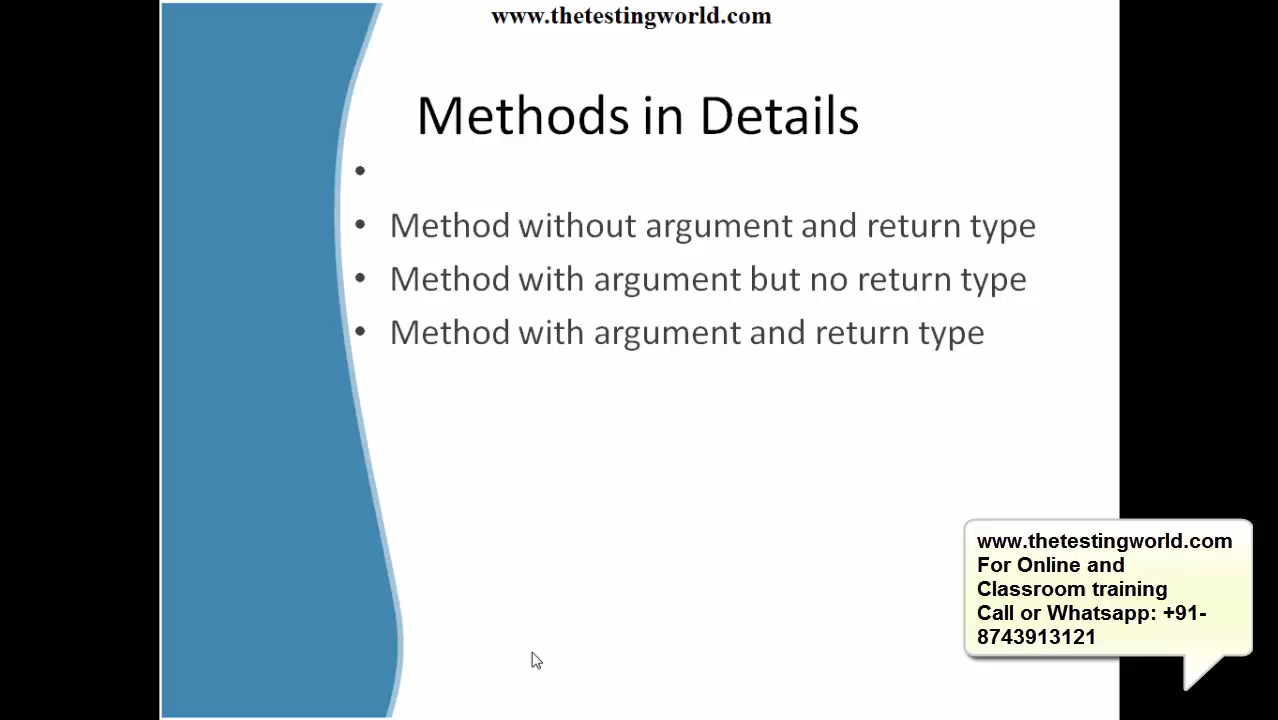 www.thetestingworld.com
Methods in Details
•
• Method without argument and return type
• Method with argument but no return type
• Method with argument and return type
www.thetestingworld.com
For Online and
Classroom training
Call or Whatsapp: +91-
8743913121